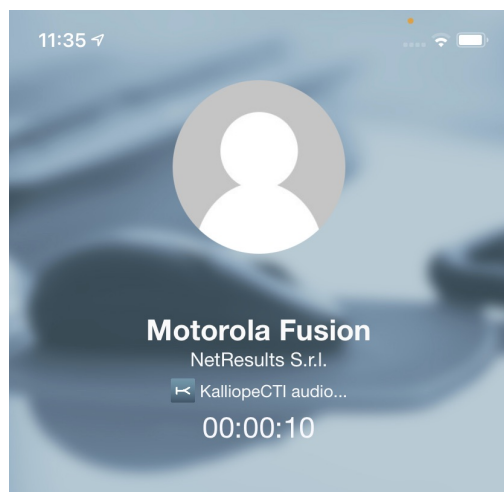 11:35
Motorola Fusion
NetResults S.r.l.
KalliopeCTI audio...
00:00:10